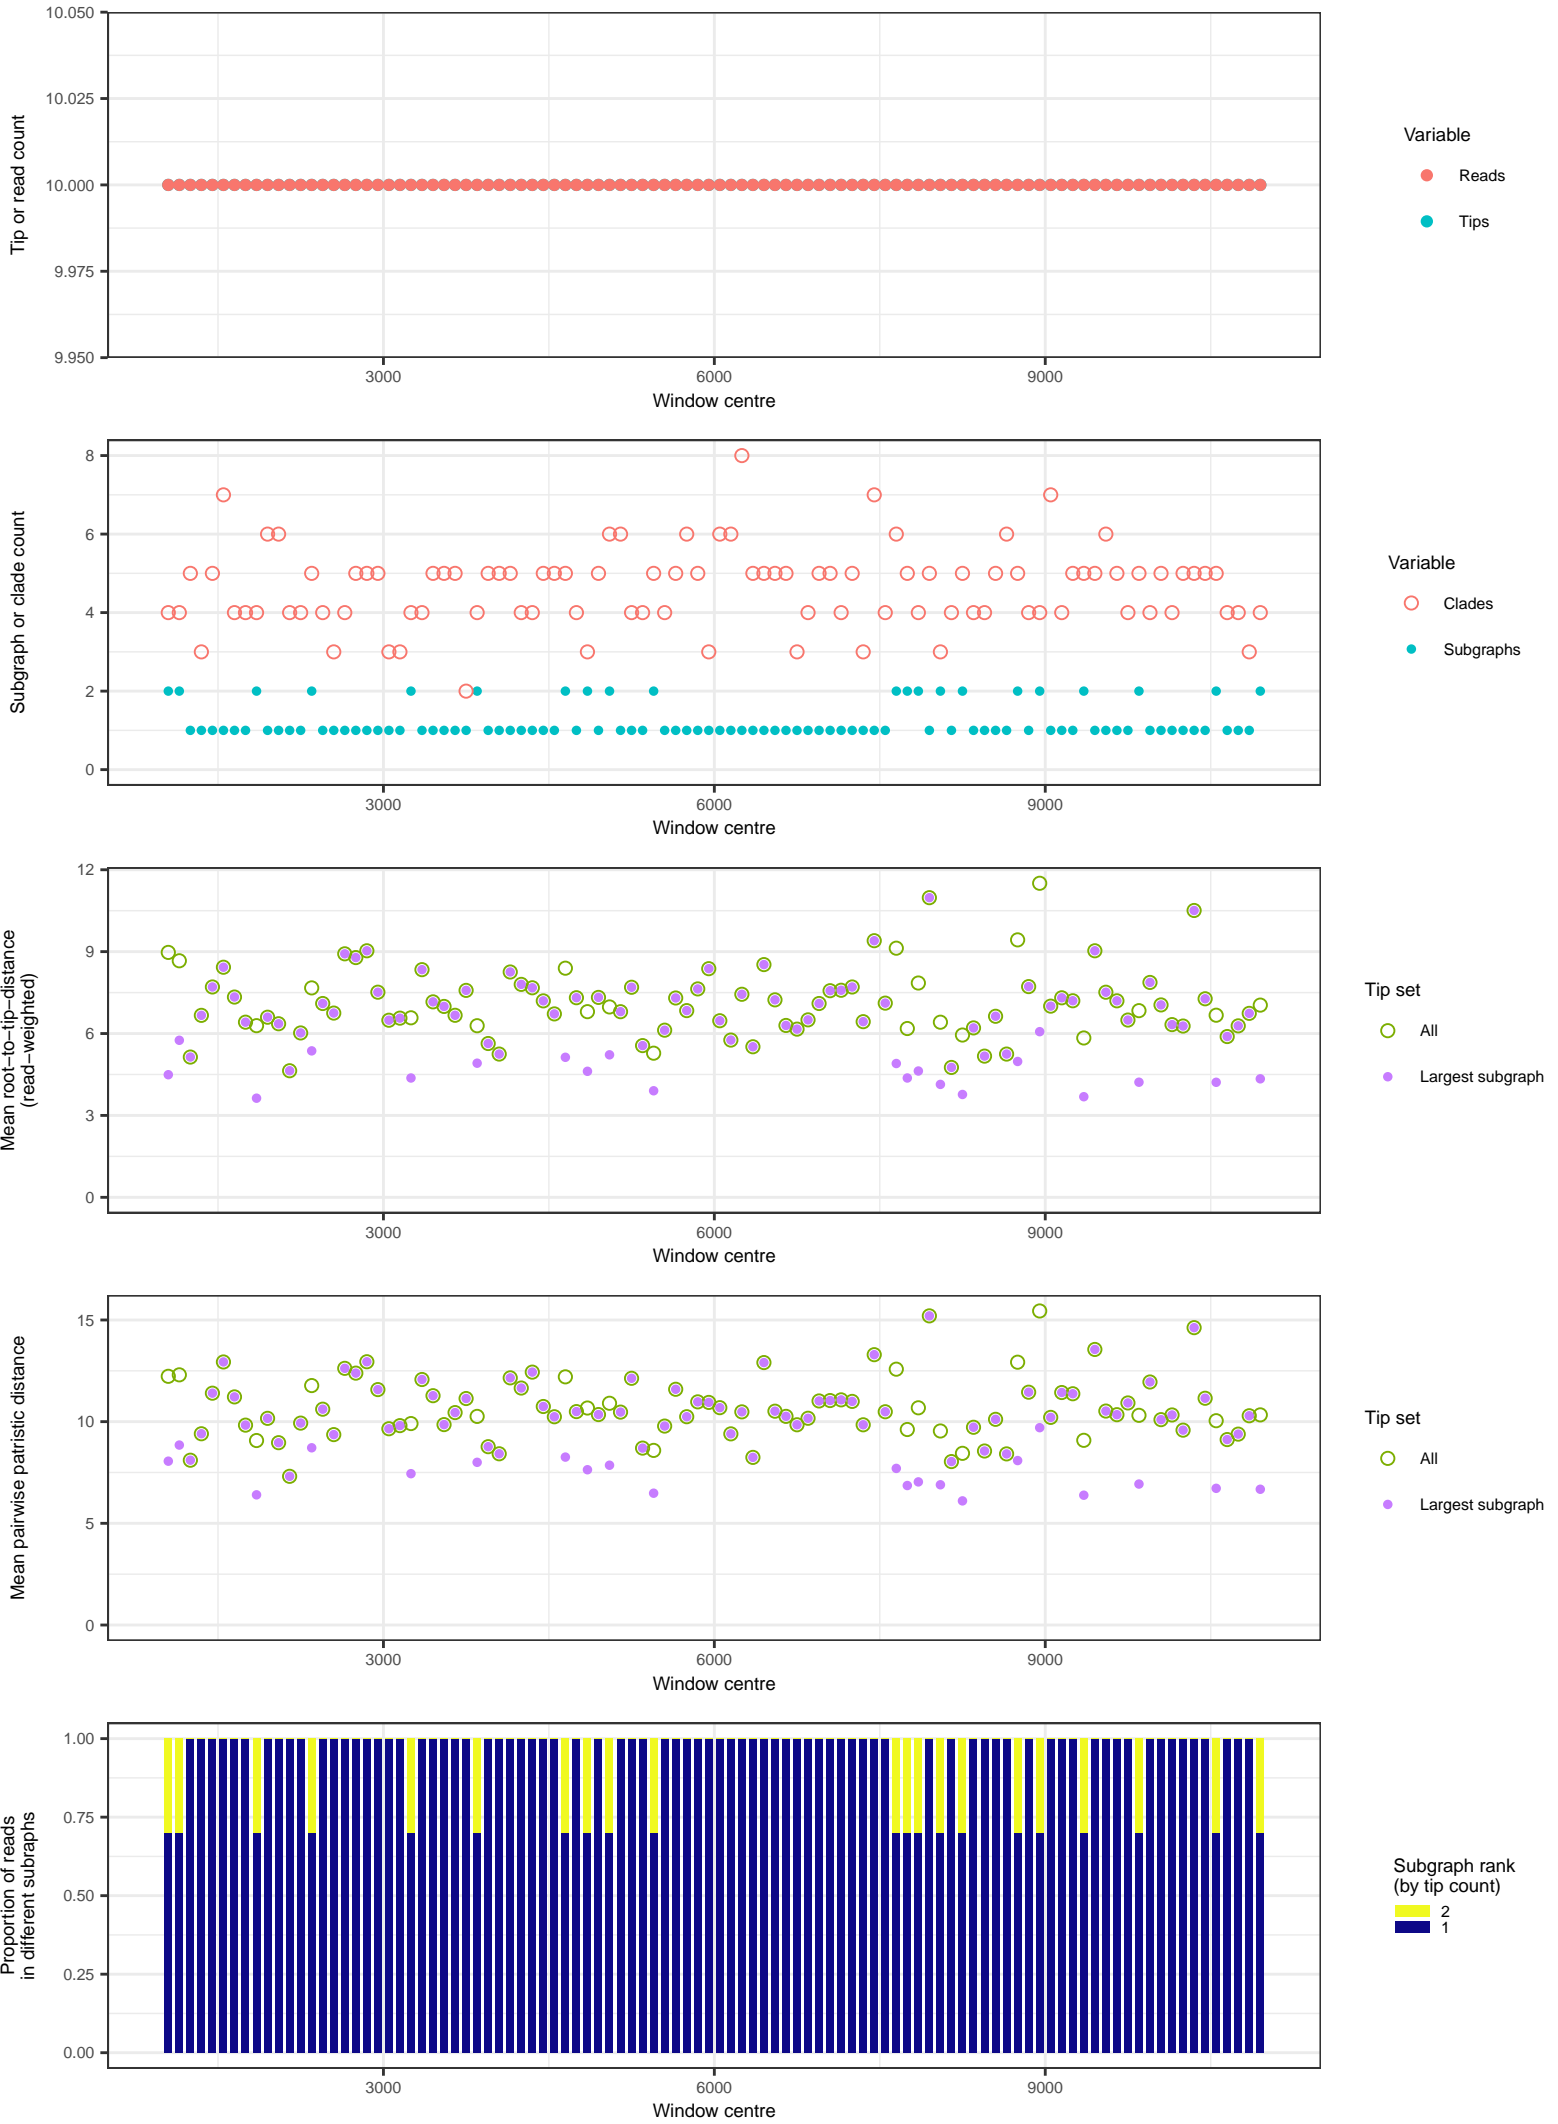 10.050
10.025
10.000
9.975
9.950
Tip or read count
3000
6000
9000
Window centre
Variable
Reads
Tips
8
6
4
2
0
Subgraph or clade count
3000
6000
9000
Window centre
Variable
Clades
Subgraphs
12
9
6
3
0
Mean root−to−tip−distance
(read−weighted)
3000
6000
9000
Window centre
Tip set
All
Largest subgraph
15
10
5
0
Mean pairwise patristic distance
3000
6000
9000
Window centre
Tip set
All
Largest subgraph
1.00
0.75
0.50
0.25
0.00
Proportion of reads
in different subraphs
3000
6000
9000
Window centre
Subgraph rank
(by tip count)
2
1